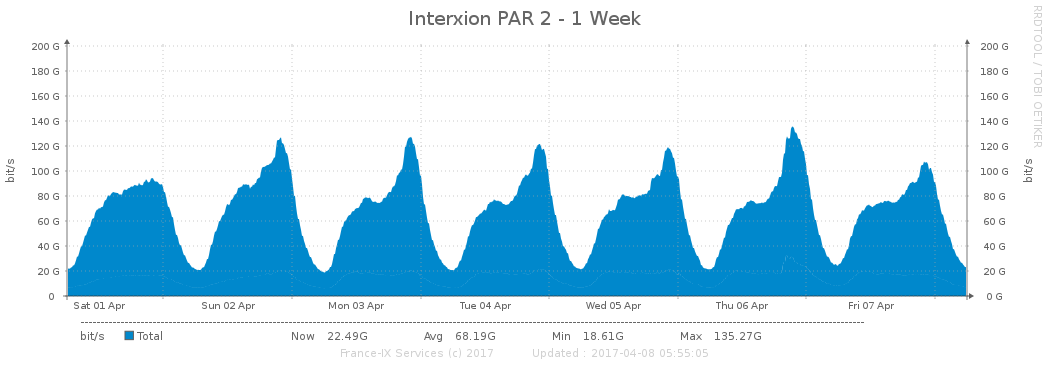 Interxion PAR 2 - 1 Week
RRDTOOL / TOBI OETIKER
bit/s
200 G
180 G
160 G
140 G
120 G
100 G
80 G
60 G
40 G
20 G
0
200 G
180 G
160 G
140 G
120 G
100 G
80 G
60 G
40 G
20 G
0 G
bit/s
Sat 01 Apr Sun 02 Apr Mon 03 Apr Tue 04 Apr Wed 05 Apr Thu 06 Apr Fri 07 Apr
bit/s Total Now 22.49G Avg 68.19G Min 18.61G Max 135.27G
France-IX Services (c) 2017 Updated : 2017-04-08 05:55:05